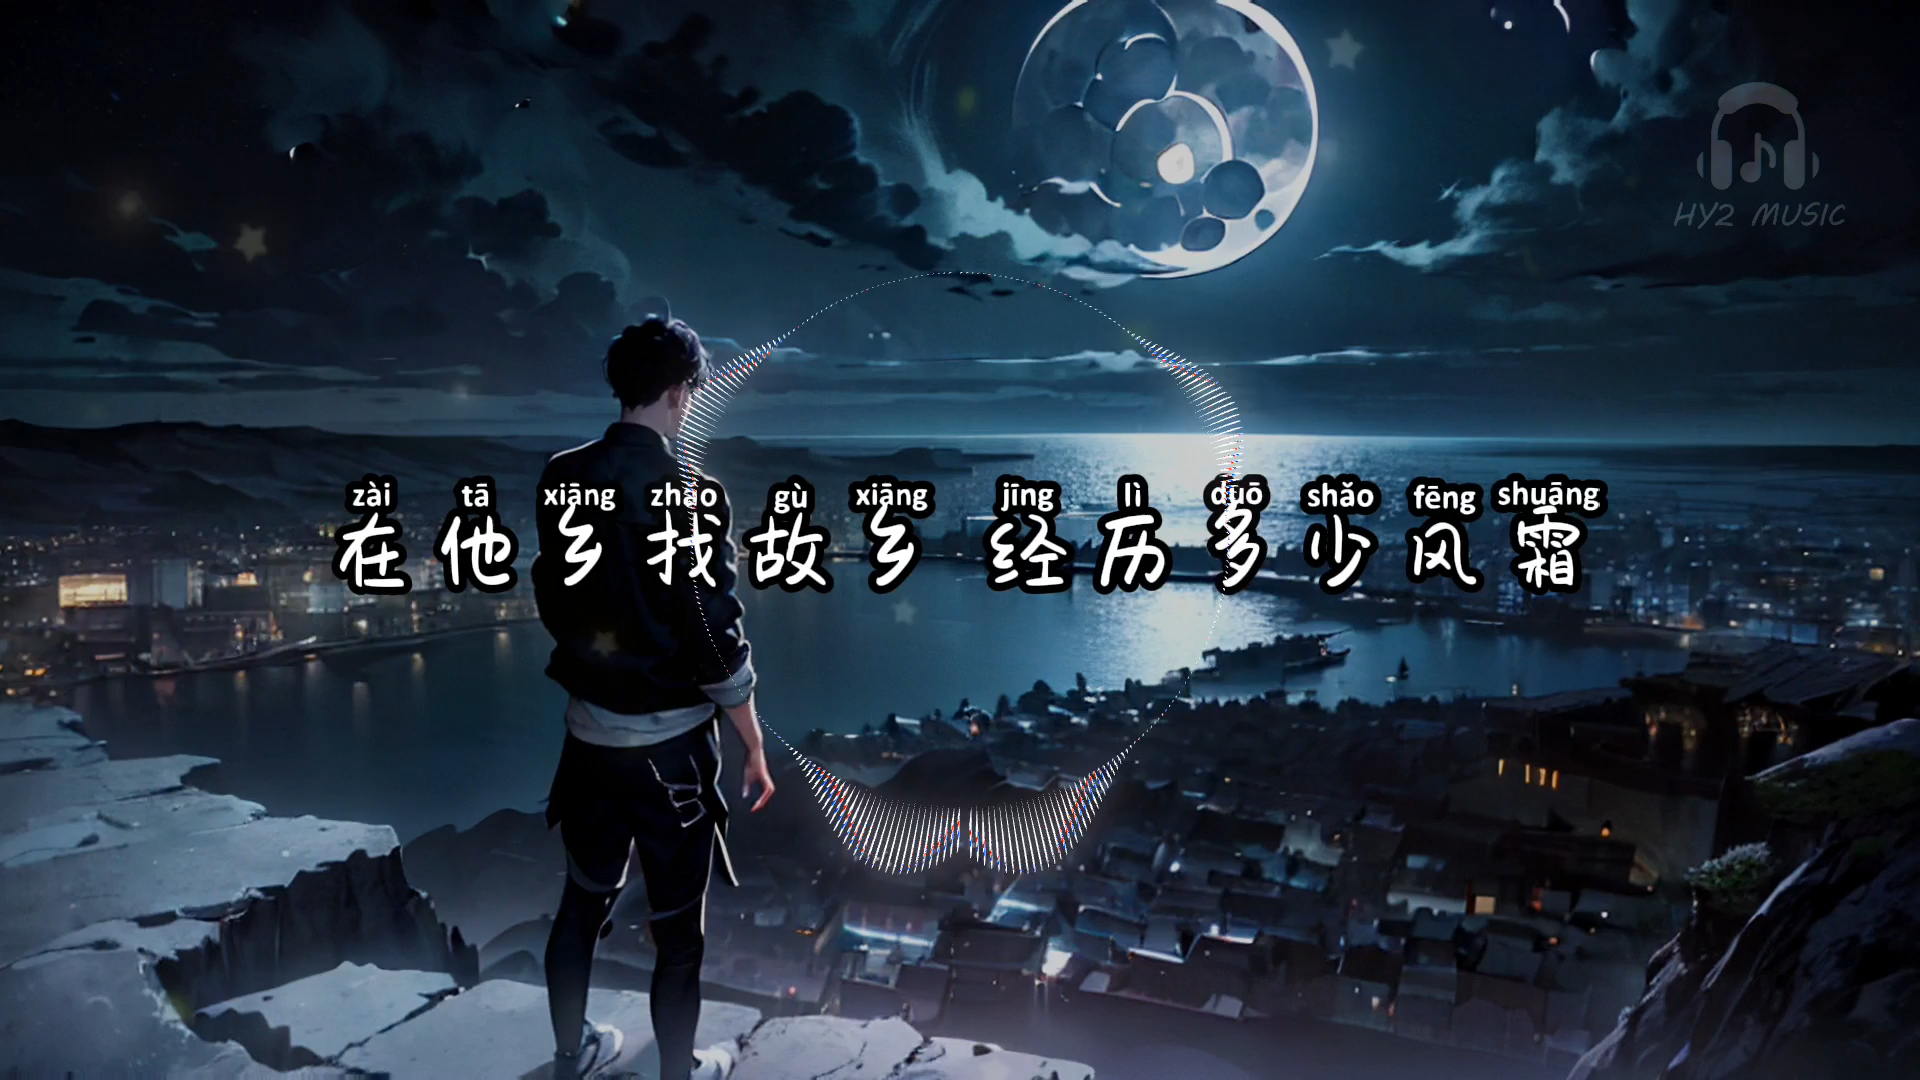 HY2 MUSIC
zài tā xiāng zhǎo gù xiāng jīng lì duō shǎo fēng shuāng
在他乡找故乡 经历多少风霜